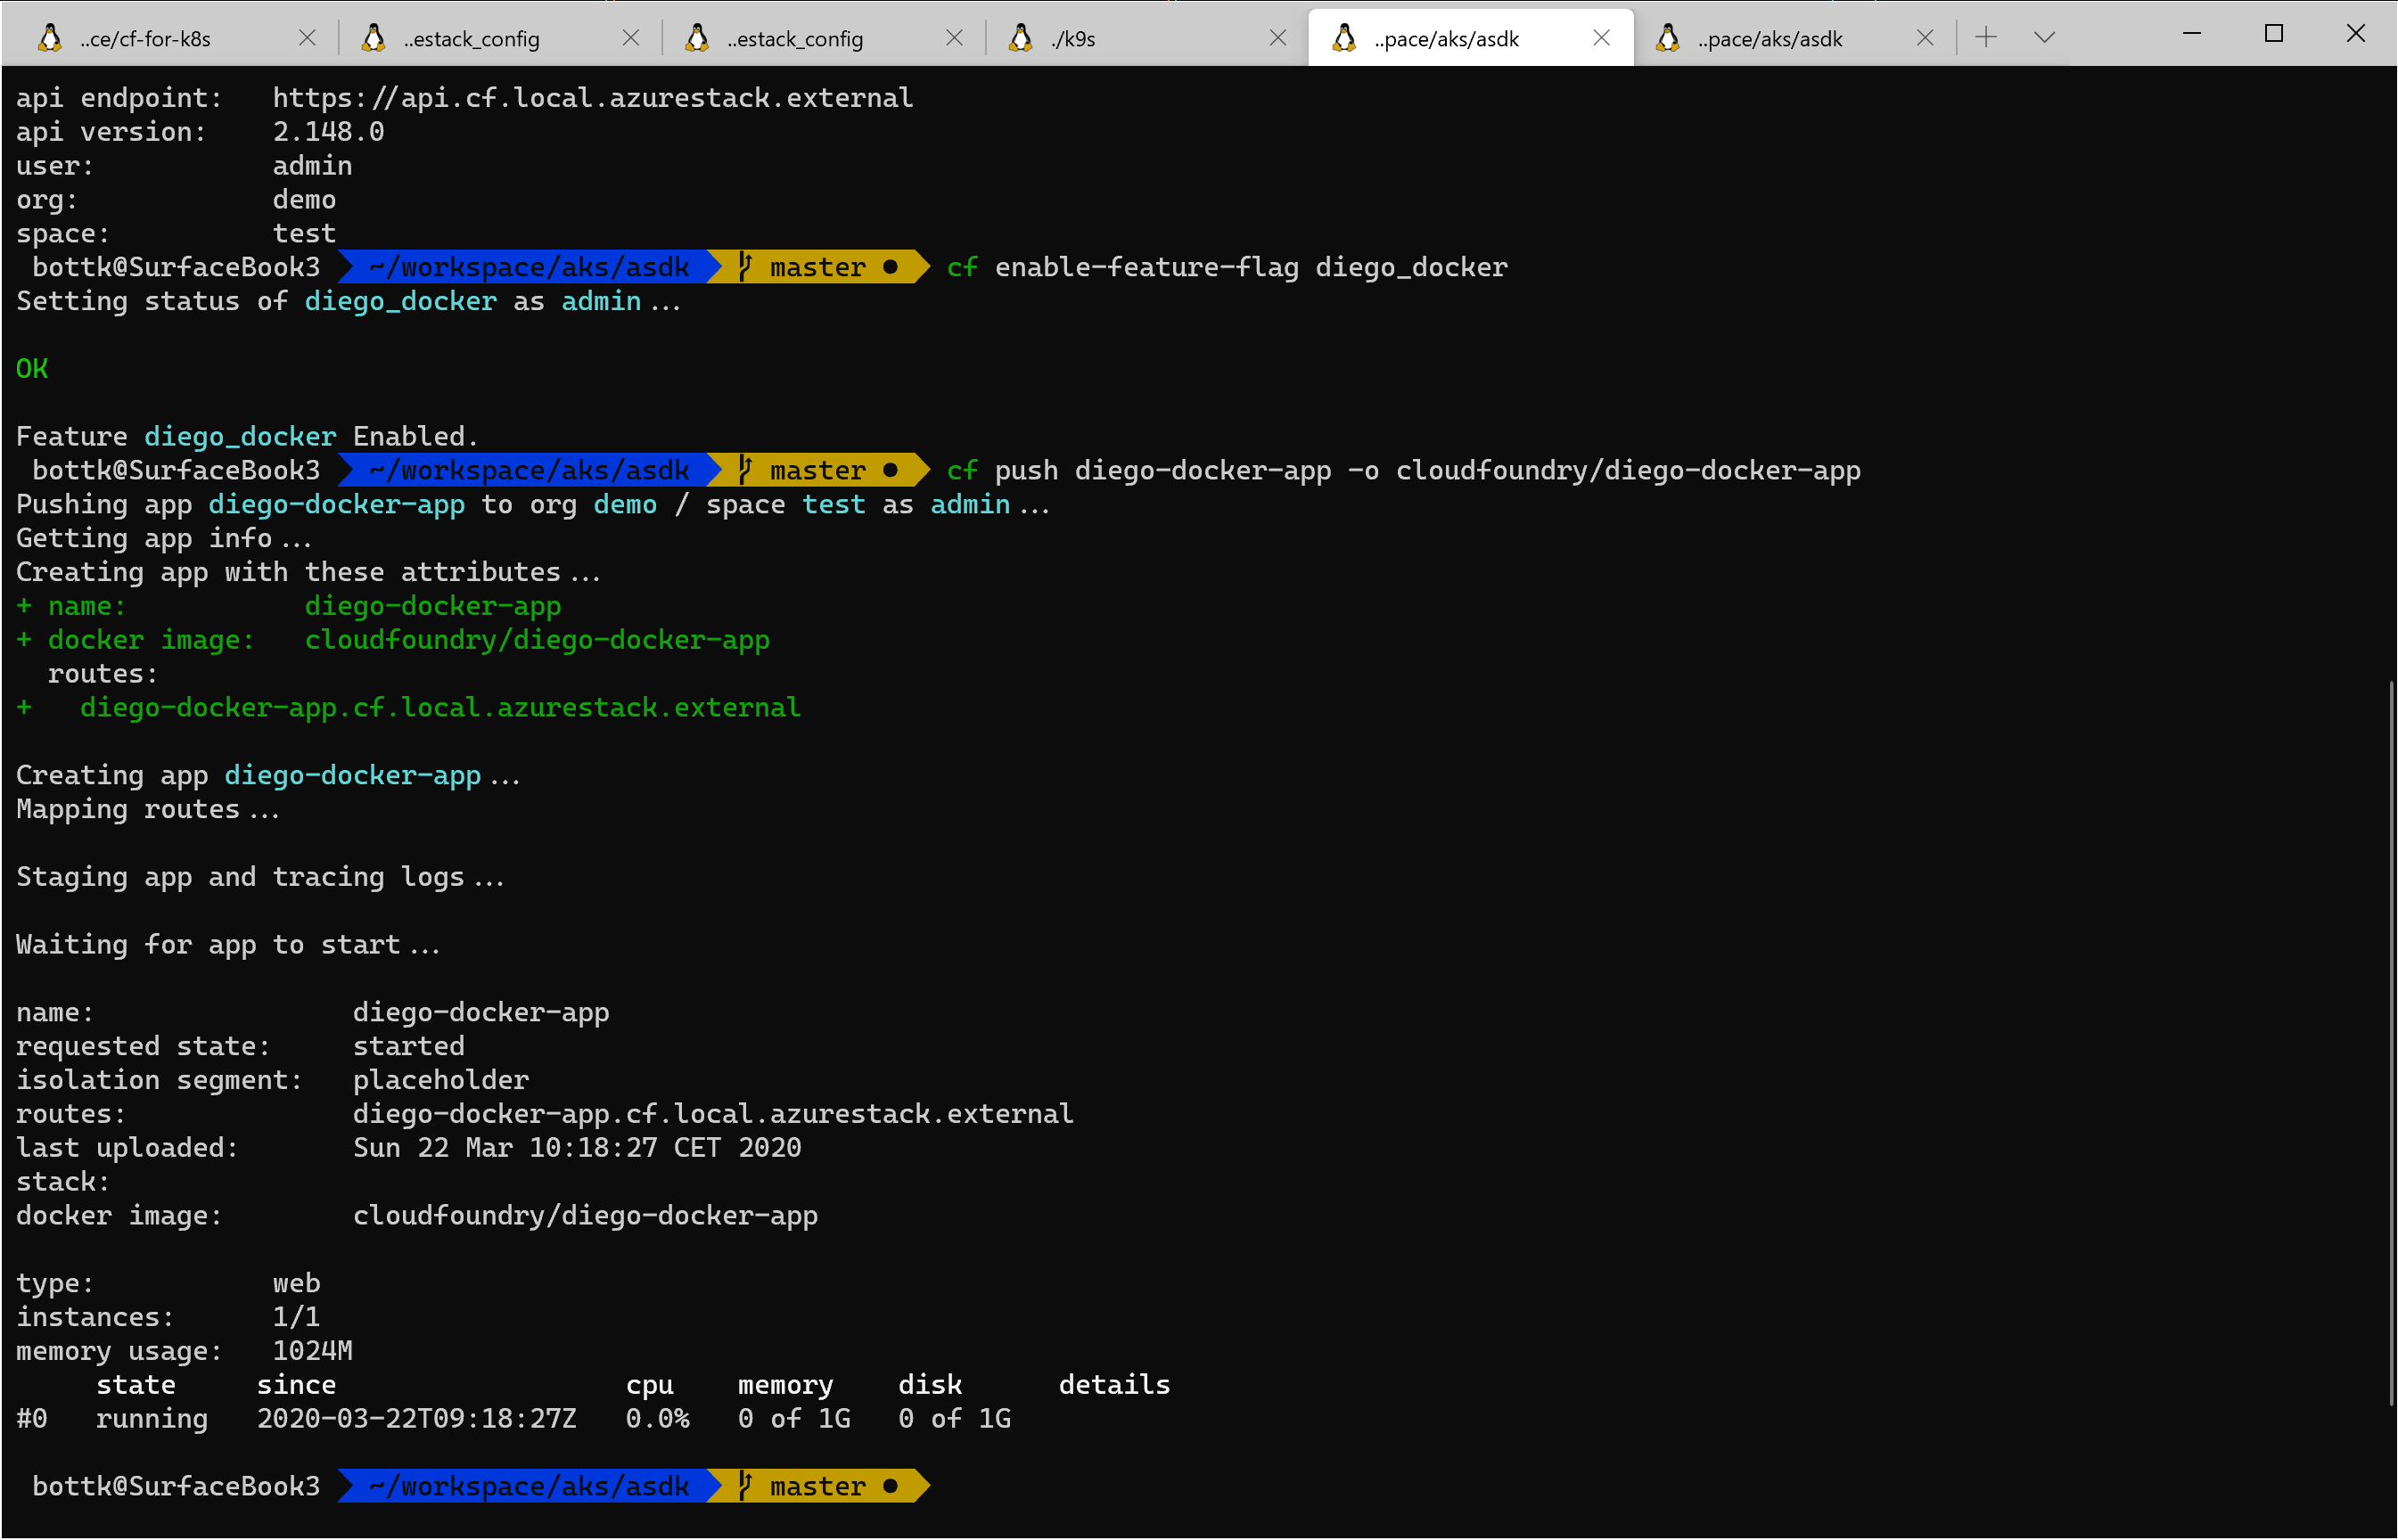 ..ce/cf-for-k8s ..estack_config ..estack_config ./k9s ..pace/aks/asdk ..pace/aks/asdk
api endpoint:   https://api.cf.local.azurestack.external
api version:    2.148.0
user:           admin
org:            demo
space:          test
bottk@SurfaceBook3 ~/workspace/aks/asdk master ● cf enable-feature-flag diego_docker
Setting status of diego_docker as admin...
OK
Feature diego_docker Enabled.
bottk@SurfaceBook3 ~/workspace/aks/asdk master ● cf push diego-docker-app -o cloudfoundry/diego-docker-app
Pushing app diego-docker-app to org demo / space test as admin...
Getting app info...
Creating app with these attributes...
+ name:           diego-docker-app
+ docker image:   cloudfoundry/diego-docker-app
  routes:
+   diego-docker-app.cf.local.azurestack.external
Creating app diego-docker-app...
Mapping routes...
Staging app and tracing logs...
Waiting for app to start...
name:                diego-docker-app
requested state:     started
isolation segment:   placeholder
routes:              diego-docker-app.cf.local.azurestack.external
last uploaded:       Sun 22 Mar 10:18:27 CET 2020
stack:
docker image:        cloudfoundry/diego-docker-app
type:           web
instances:      1/1
memory usage:   1024M
     state     since                  cpu    memory    disk      details
#0   running   2020-03-22T09:18:27Z   0.0%   0 of 1G   0 of 1G
bottk@SurfaceBook3 ~/workspace/aks/asdk master ●